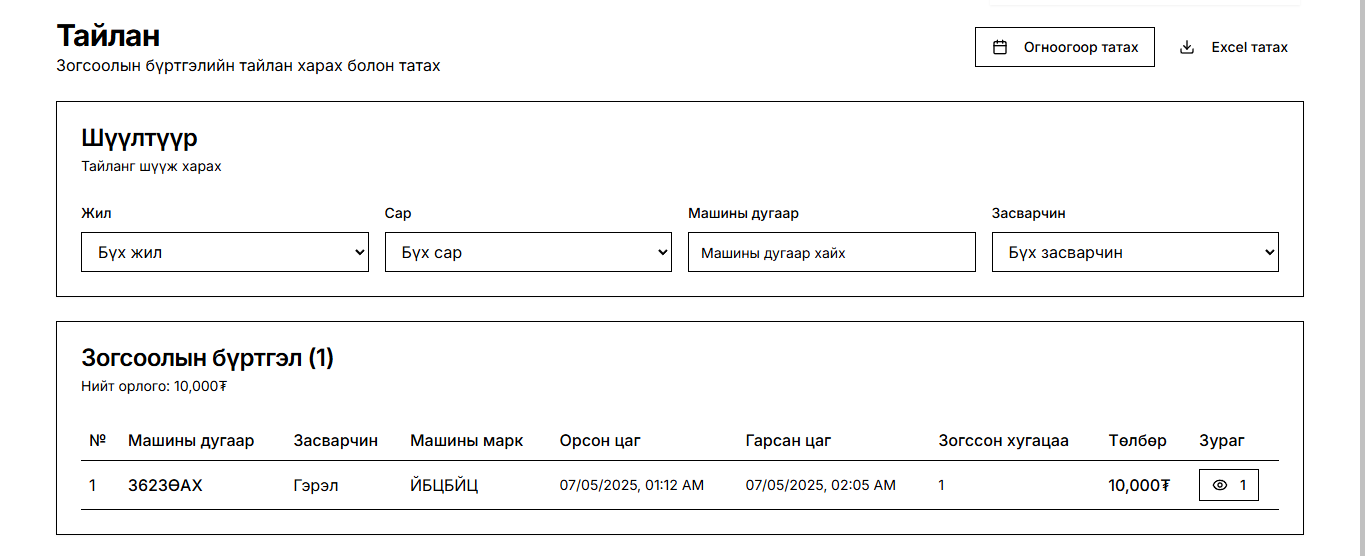 Тайлан
Зогсоолын бүртгэлийн тайлан харах болон татах
Огноогоор татах
Excel татах
Шүүлтүүр
Тайланг шүүж харах
Жил Сар Машины дугаар Засварчин
Бүх жил Бүх сар Машины дугаар хайх Бүх засварчин
Зогсоолын бүртгэл (1)
Нийт орлого: 10,000₮
№ Машины дугаар Засварчин Машины марк Орсон цаг Гарсан цаг Зогссон хугацаа Төлбөр Зураг
1 3623ӨАХ Гэрэл ЙБЦБЙЦ 07/05/2025, 01:12 AM 07/05/2025, 02:05 AM 1 10,000₮ 1